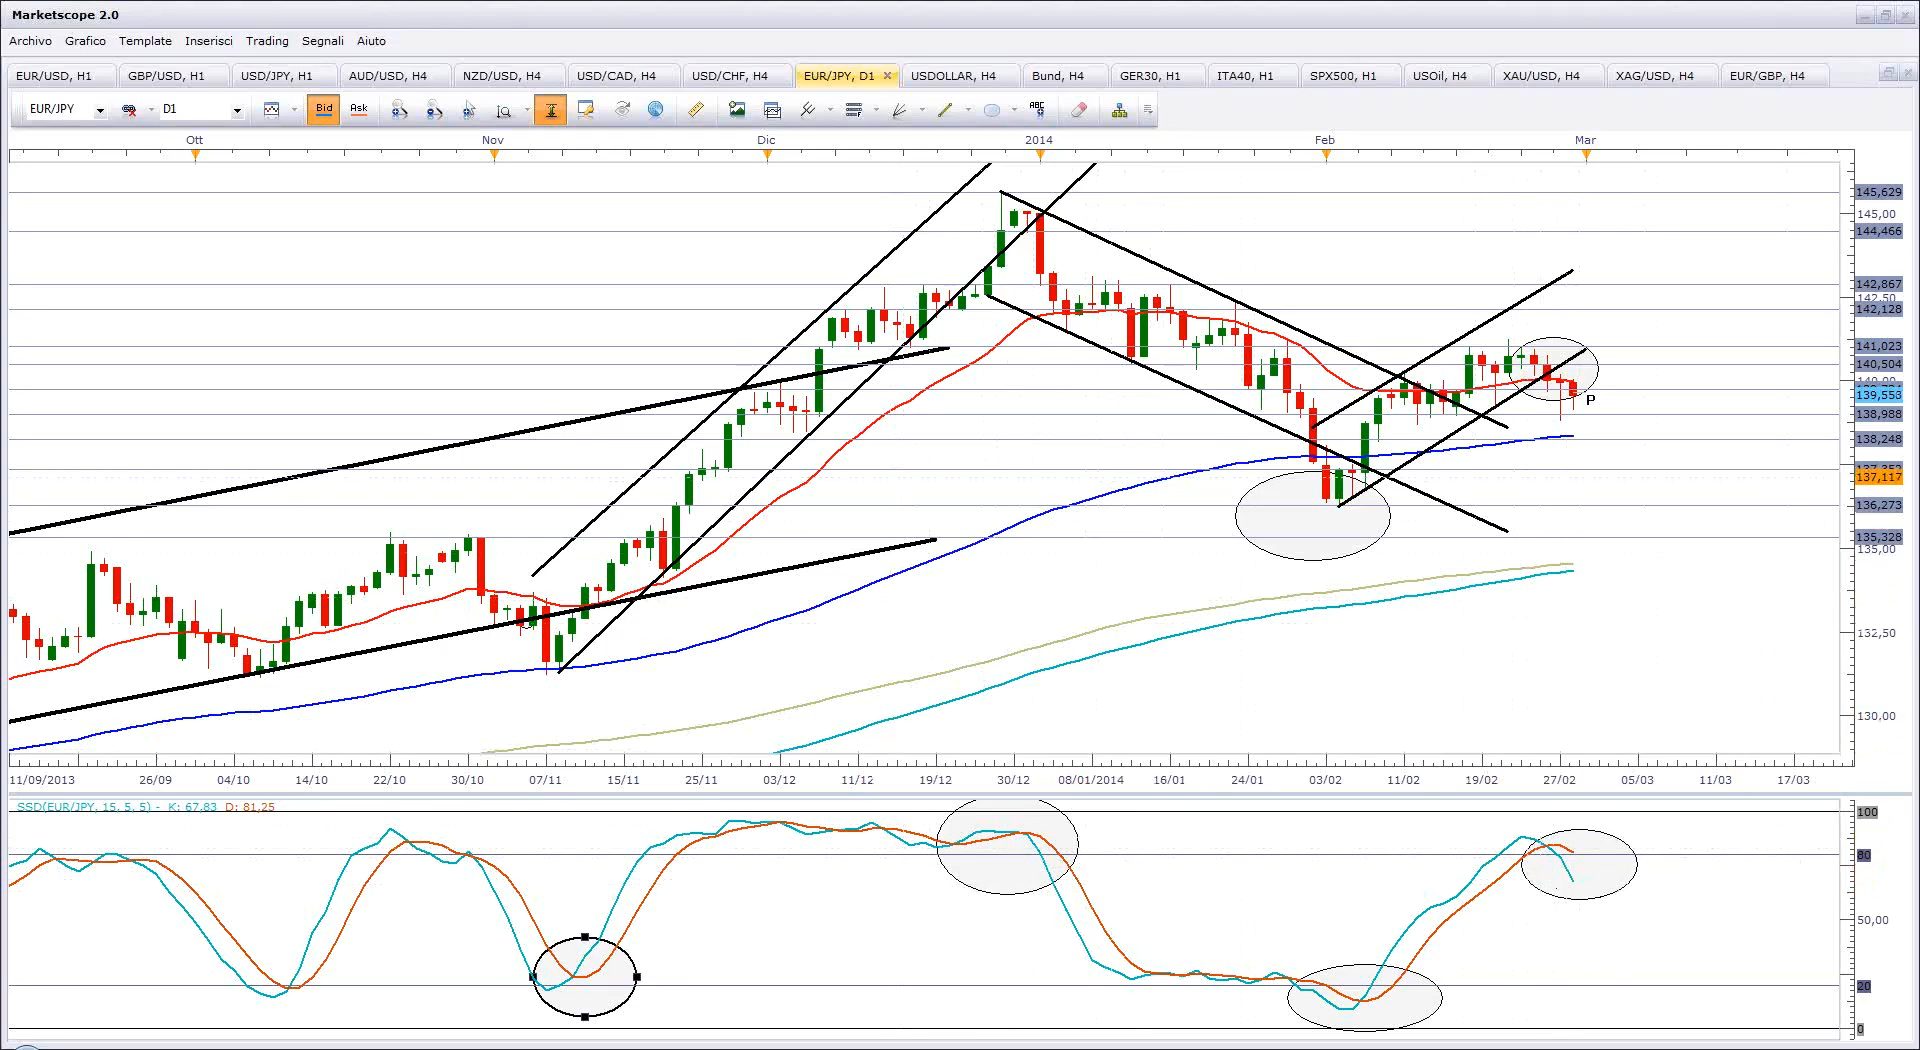 Marketscope 2.0
Archivo Grafico Template Inserisci Trading Segnali Aiuto
EUR/USD, H1 GBP/USD, H1 USD/JPY, H1 AUD/USD, H4 NZD/USD, H4 USD/CAD, H4 USD/CHF, H4 EUR/JPY, D1 USDOLLAR, H4 Bund, H4 GER30, H1 ITA40, H1 SPX500, H1 USOil, H4 XAU/USD, H4 XAG/USD, H4 EUR/GBP, H4
EUR/JPY D1 Bid Ask ABC
Ott Nov Dic 2014 Feb Mar
145,629
145,00
144,466
142,867
142,50
142,128
141,023
140,504
139,553
P
138,988
138,248
137,117
136,273
135,328
135,00
132,50
130,00
11/09/2013 26/09 04/10 14/10 22/10 30/10 07/11 15/11 25/11 03/12 11/12 19/12 30/12 08/01/2014 16/01 24/01 03/02 11/02 19/02 27/02 05/03 11/03 17/03
SSD(EUR/JPY, 15, 5, 5) - K: 67,83 D: 81,25
100
80
50,00
20
0